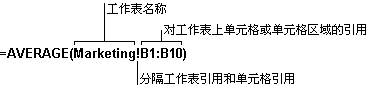 工作表名称
对工作表上单元格或单元格区域的引用
=AVERAGE(Marketing!B1:B10)
分隔工作表引用和单元格引用